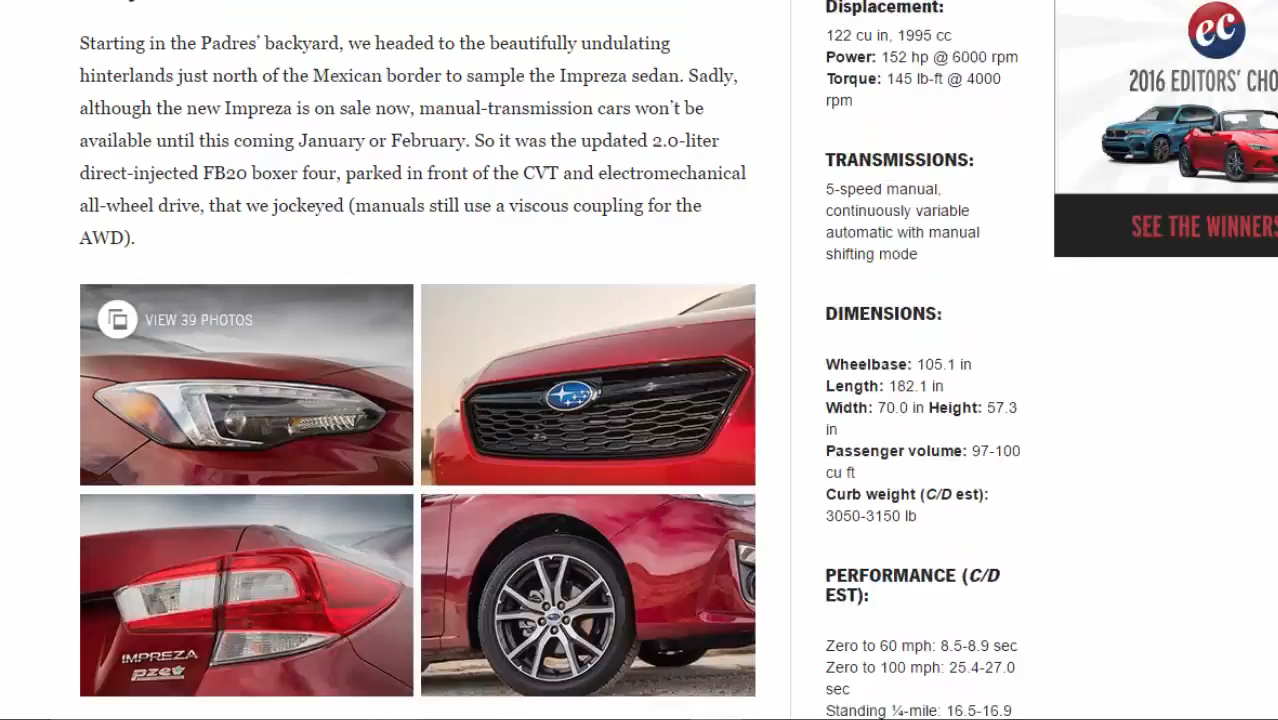 Starting in the Padres’ backyard, we headed to the beautifully undulating
hinterlands just north of the Mexican border to sample the Impreza sedan. Sadly,
although the new Impreza is on sale now, manual-transmission cars won’t be
available until this coming January or February. So it was the updated 2.0-liter
direct-injected FB20 boxer four, parked in front of the CVT and electromechanical
all-wheel drive, that we jockeyed (manuals still use a viscous coupling for the
AWD).
VIEW 39 PHOTOS
IMPREZA
pzev
Displacement:
122 cu in, 1995 cc
Power: 152 hp @ 6000 rpm
Torque: 145 lb-ft @ 4000
rpm
TRANSMISSIONS:
5-speed manual,
continuously variable
automatic with manual
shifting mode
DIMENSIONS:
Wheelbase: 105.1 in
Length: 182.1 in
Width: 70.0 in Height: 57.3
in
Passenger volume: 97-100
cu ft
Curb weight (C/D est):
3050-3150 lb
PERFORMANCE (C/D
EST):
Zero to 60 mph: 8.5-8.9 sec
Zero to 100 mph: 25.4-27.0
sec
Standing ¼-mile: 16.5-16.9
ec
2016 EDITORS’ CHO
SEE THE WINNERS